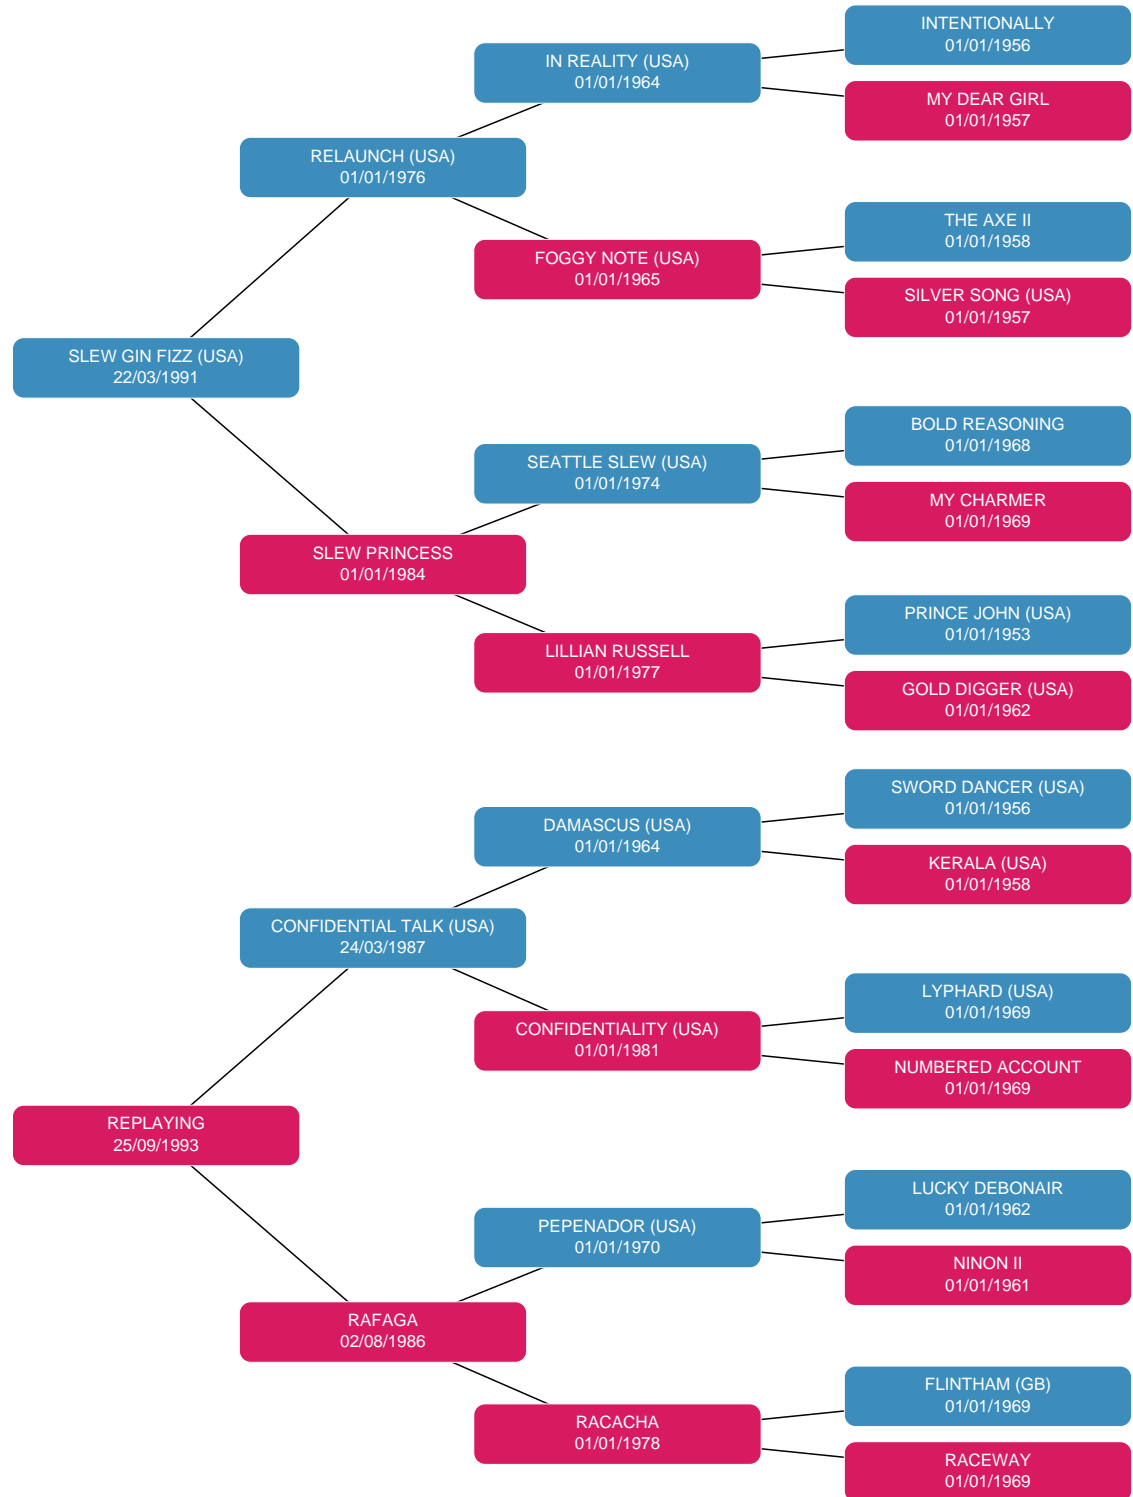 INTENTIONALLY
01/01/1956
IN REALITY (USA)
01/01/1964
MY DEAR GIRL
01/01/1957
RELAUNCH (USA)
01/01/1976
THE AXE II
01/01/1958
FOGGY NOTE (USA)
01/01/1965
SILVER SONG (USA)
01/01/1957
SLEW GIN FIZZ (USA)
22/03/1991
BOLD REASONING
01/01/1968
SEATTLE SLEW (USA)
01/01/1974
MY CHARMER
01/01/1969
SLEW PRINCESS
01/01/1984
PRINCE JOHN (USA)
01/01/1953
LILLIAN RUSSELL
01/01/1977
GOLD DIGGER (USA)
01/01/1962
SWORD DANCER (USA)
01/01/1956
DAMASCUS (USA)
01/01/1964
KERALA (USA)
01/01/1958
CONFIDENTIAL TALK (USA)
24/03/1987
LYPHARD (USA)
01/01/1969
CONFIDENTIALITY (USA)
01/01/1981
NUMBERED ACCOUNT
01/01/1969
REPLAYING
25/09/1993
LUCKY DEBONAIR
01/01/1962
PEPENADOR (USA)
01/01/1970
NINON II
01/01/1961
RAFAGA
02/08/1986
FLINTHAM (GB)
01/01/1969
RACACHA
01/01/1978
RACEWAY
01/01/1969